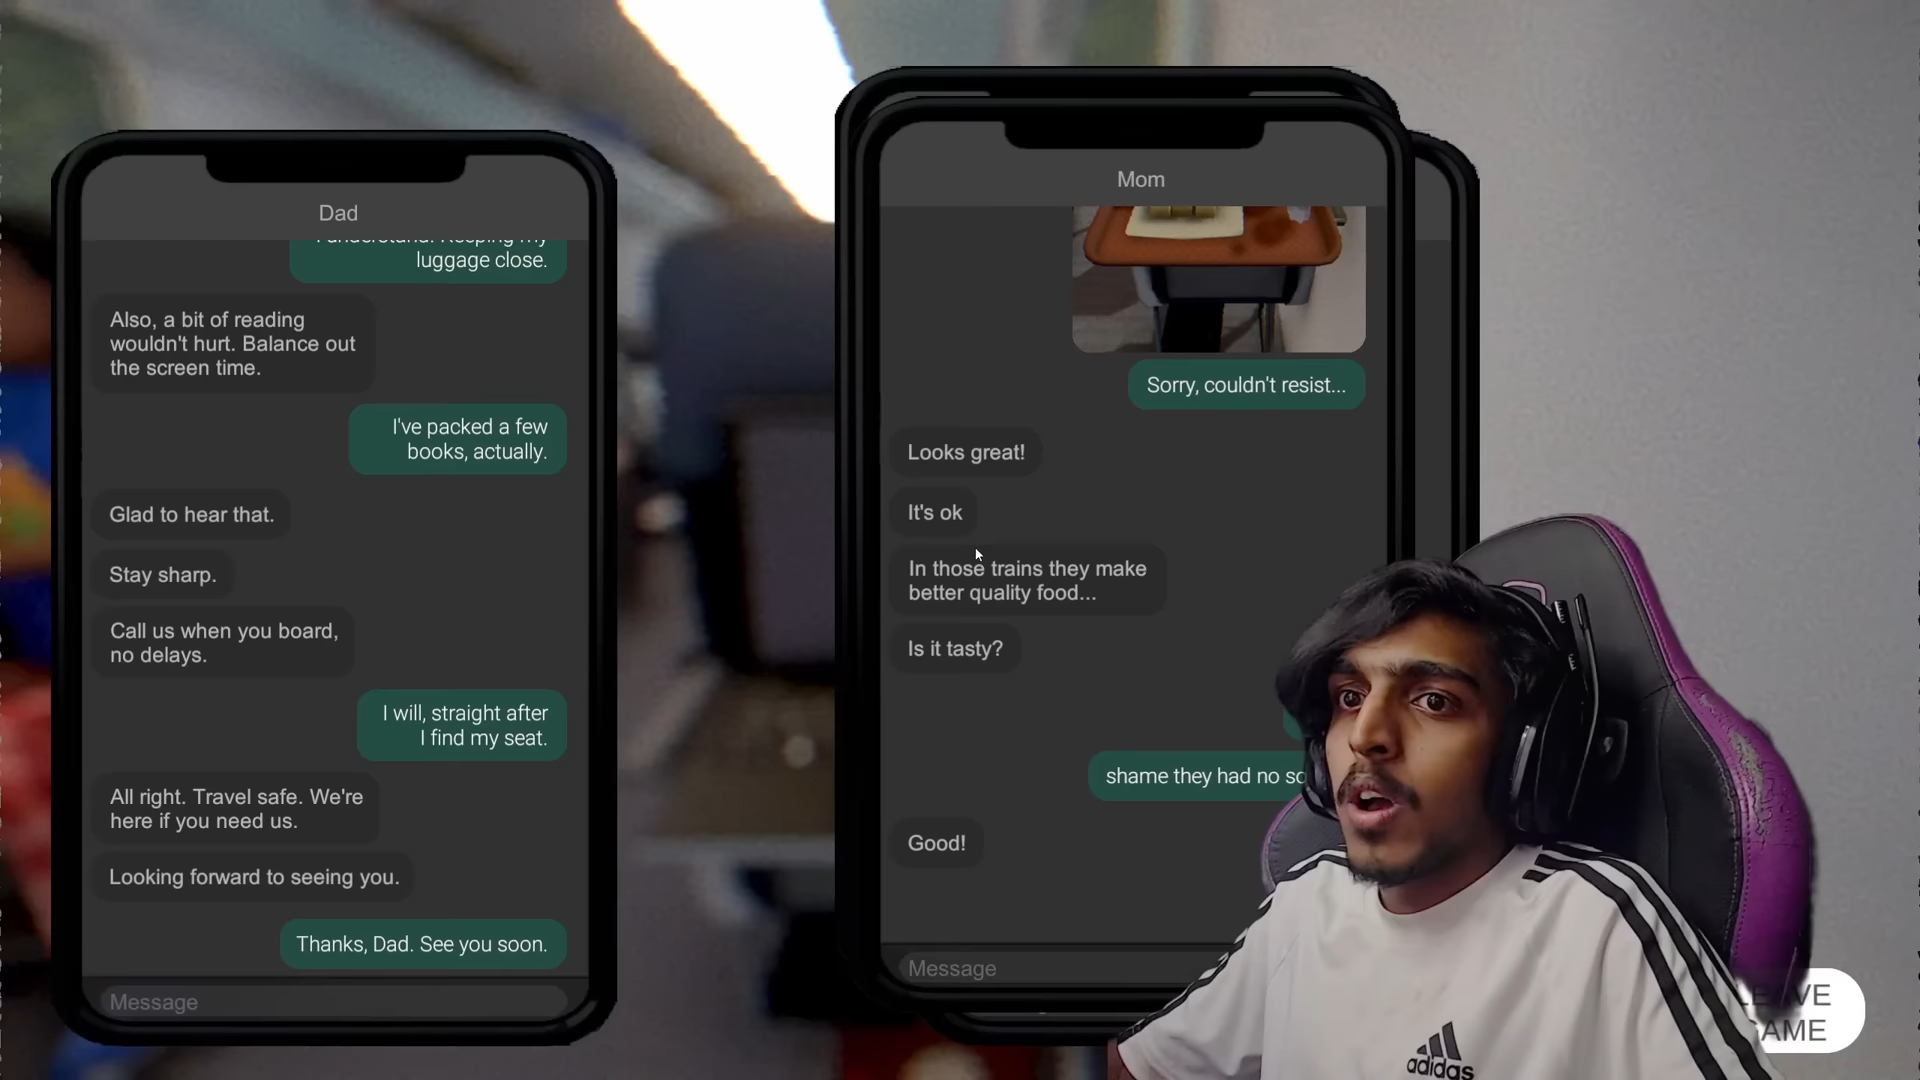 Dad
luggage close.
Also, a bit of reading
wouldn't hurt. Balance out
the screen time.
I've packed a few
books, actually.
Glad to hear that.
Stay sharp.
Call us when you board,
no delays.
I will, straight after
I find my seat.
All right. Travel safe. We're
here if you need us.
Looking forward to seeing you.
Thanks, Dad. See you soon.
Message
Mom
Sorry, couldn't resist...
Looks great!
It's ok
In those trains they make
better quality food...
Is it tasty?
shame they had no
Good!
Message
adidas